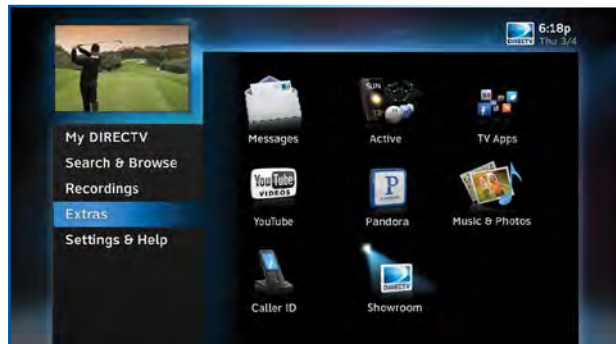 6:18p
DIRECTV Thu 3/4
My DIRECTV
Search & Browse
Recordings
Extras
Settings & Help
Messages
SUN
Active
TV Apps
YouTube
VIDEOS
YouTube
P
Pandora
Music & Photos
Caller ID
DIRECTV
Showroom